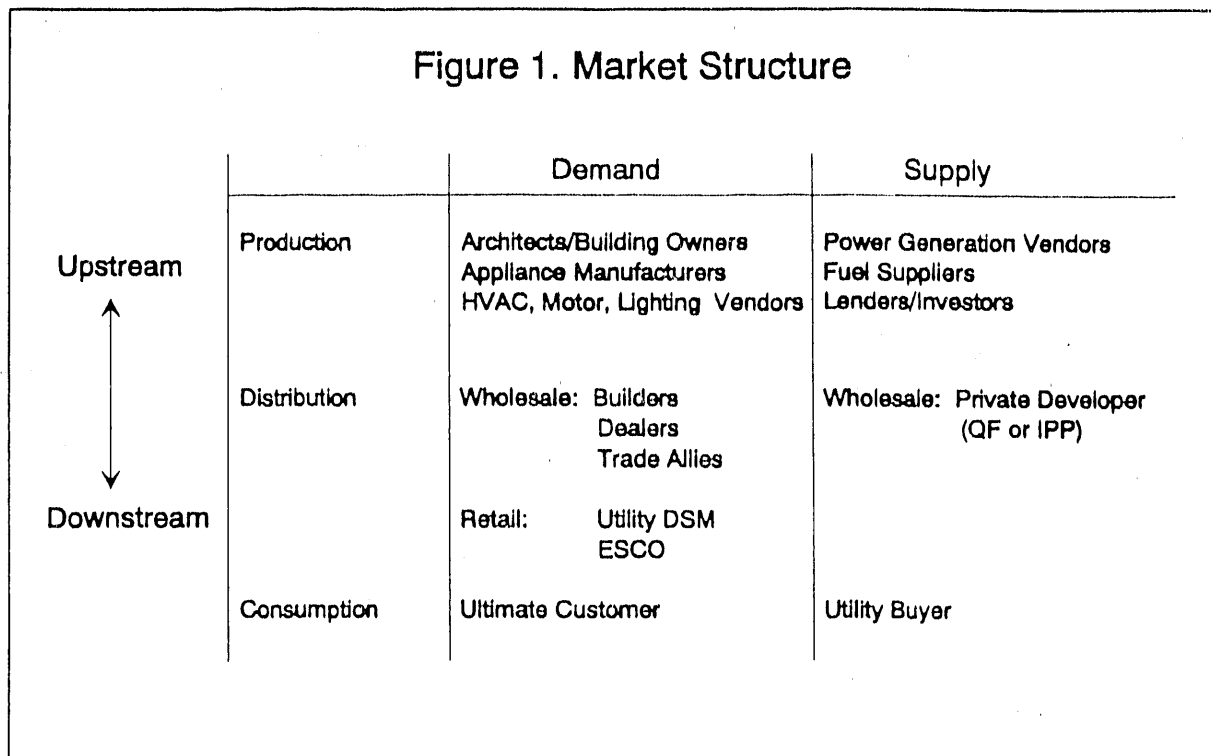 Figure 1. Market Structure
Demand Supply
Upstream
Downstream
Production Architects/Building Owners Power Generation Vendors
Appliance Manufacturers Fuel Suppliers
HVAC, Motor, Lighting Vendors Lenders/Investors
Distribution Wholesale: Builders Wholesale: Private Developer
Dealers (QF or IPP)
Trade Allies
Retail: Utility DSM
ESCO
Consumption Ultimate Customer Utility Buyer